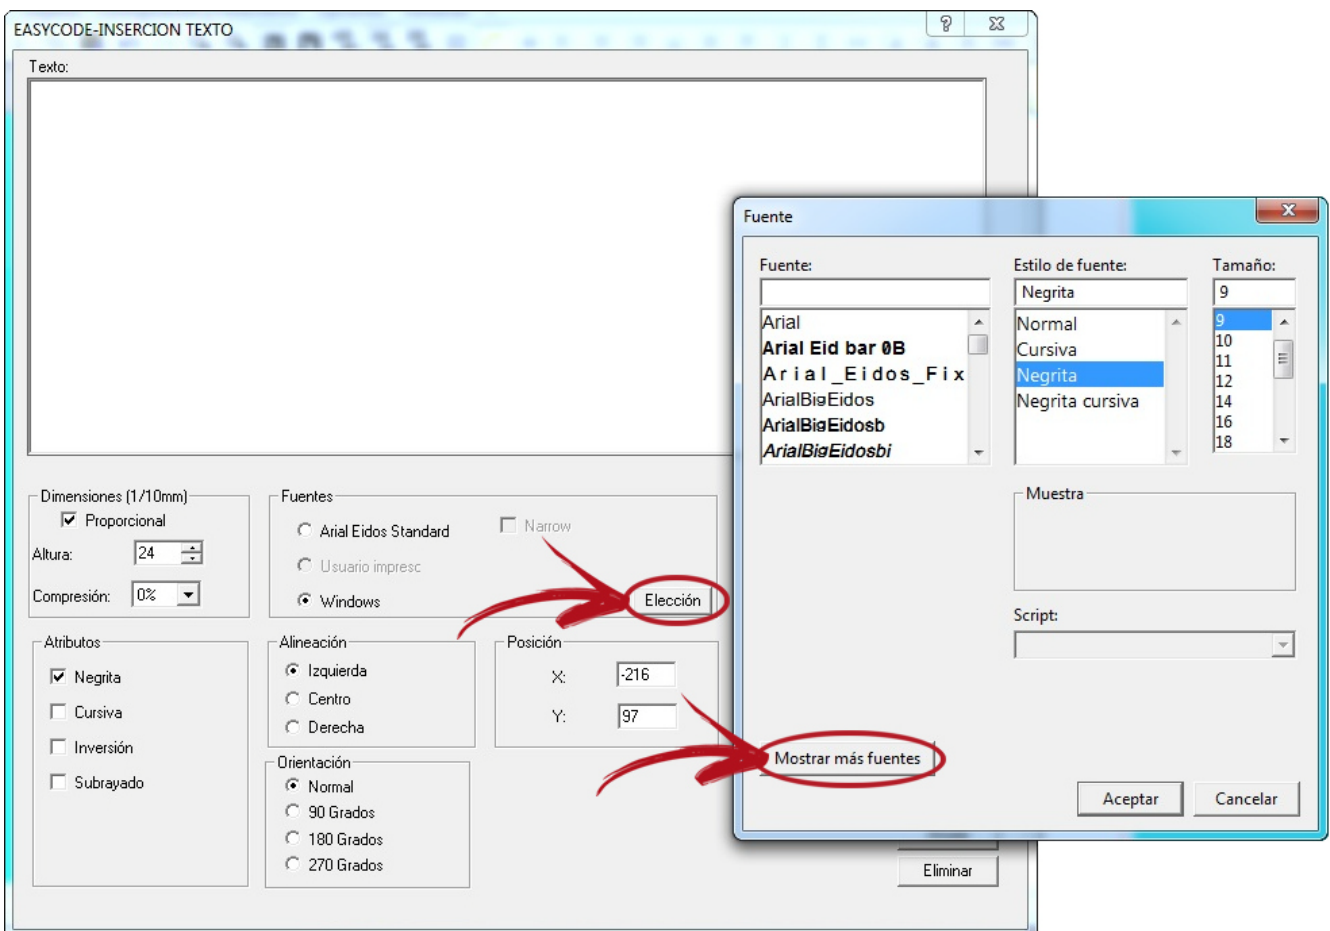 EASYCODE-INSERCION TEXTO
Texto:
Dimensiones (1/10mm)
Proporcional
Altura: 24
Compresión: 0%
Fuentes
Arial Eidos Standard
Narrow
Usuario impresc
Windows
Elección
Atributos
Negrita
Cursiva
Inversión
Subrayado
Alineación
Izquierda
Centro
Derecha
Posición
X: -216
Y: 97
Orientación
Normal
90 Grados
180 Grados
270 Grados
Eliminar
Fuente
Fuente:
Arial
Arial Eid bar 0B
Arial_Eidos_Fix
ArialBigEidos
ArialBigEidosb
ArialBigEidosbi
Estilo de fuente:
Negrita
Normal
Cursiva
Negrita
Negrita cursiva
Tamaño:
9
9
10
11
12
14
16
18
Muestra
Script:
Mostrar más fuentes
Aceptar
Cancelar